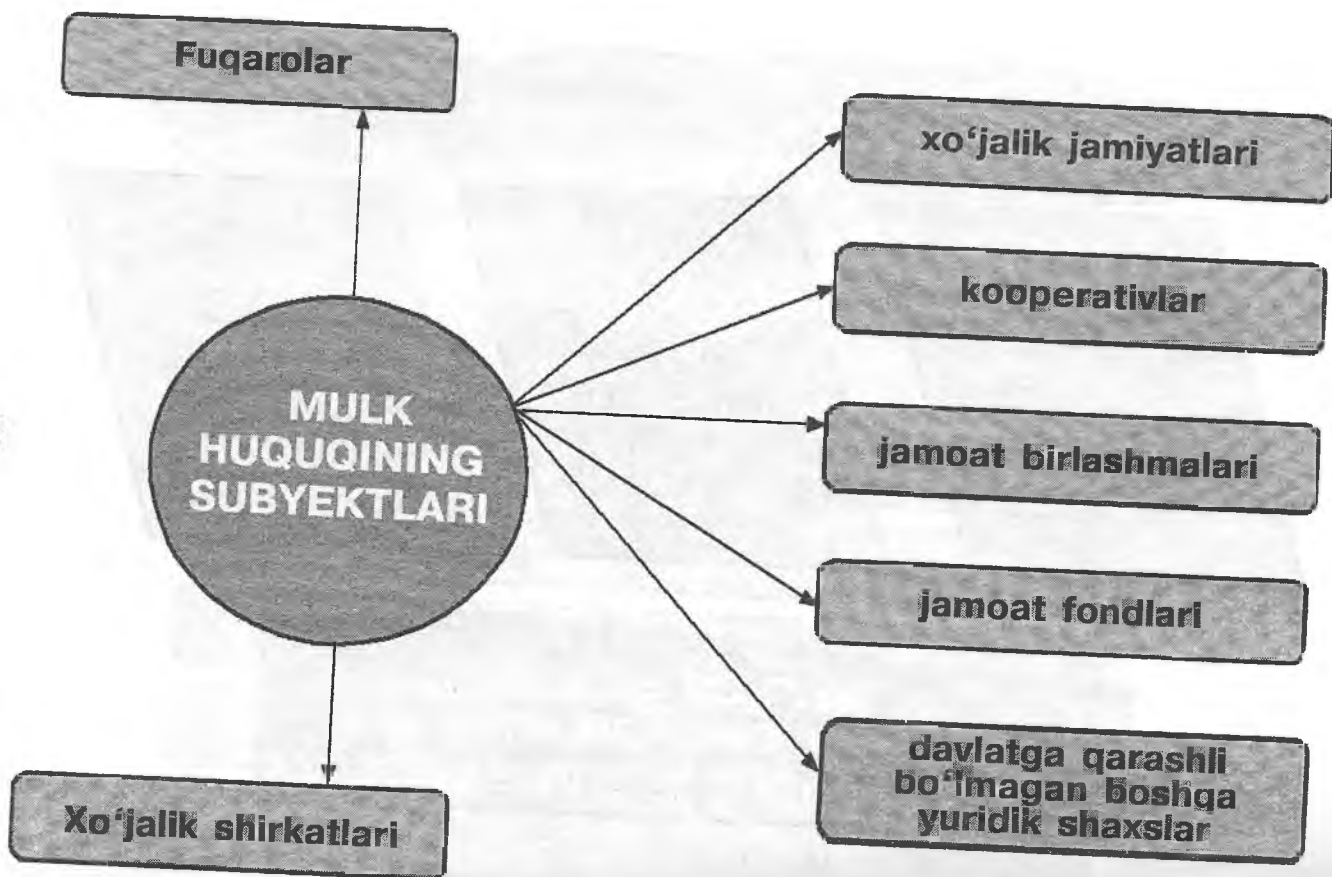 Fuqarolar
xo‘jalik jamiyatlari
kooperativlar
MULK
HUQUQINING
SUBYEKTLARI
jamoat birlashmalari
jamoat fondlari
davlatga qarashli
bo‘lmagan boshqa
yuridik shaxslar
Xo‘jalik shirkatlari